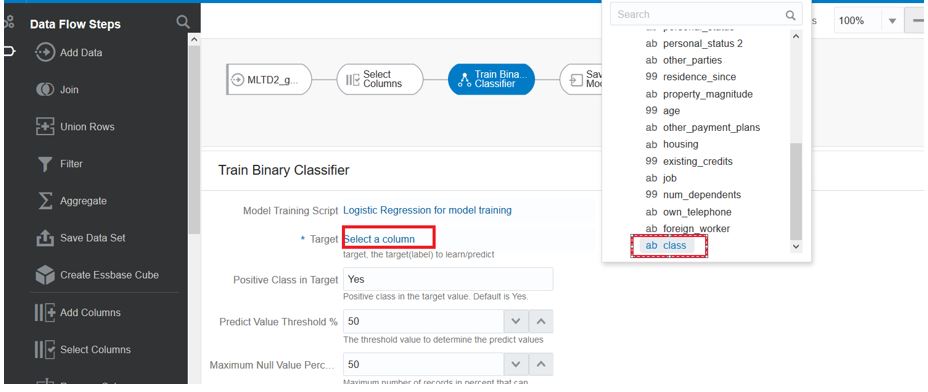 Data Flow Steps
Add Data
Join
Union Rows
Filter
Aggregate
Save Data Set
Create Essbase Cube
Add Columns
Select Columns
MLTD2_g...
Select
Columns
Train Bina...
Classifier
Sav
Mod
Search
100%
ab personal_status 2
ab other_parties
99 residence_since
ab property_magnitude
99 age
ab other_payment_plans
ab housing
99 existing_credits
ab job
99 num_dependents
ab own_telephone
ab foreign_worker
ab class
Train Binary Classifier
Model Training Script Logistic Regression for model training
* Target Select a column
target, the target(label) to learn/predict
Positive Class in Target Yes
Positive class in the target value. Default is Yes.
Predict Value Threshold % 50
The threshold value to determine the predict values
Maximum Null Value Perc... 50
Maximum number of records in percent that can